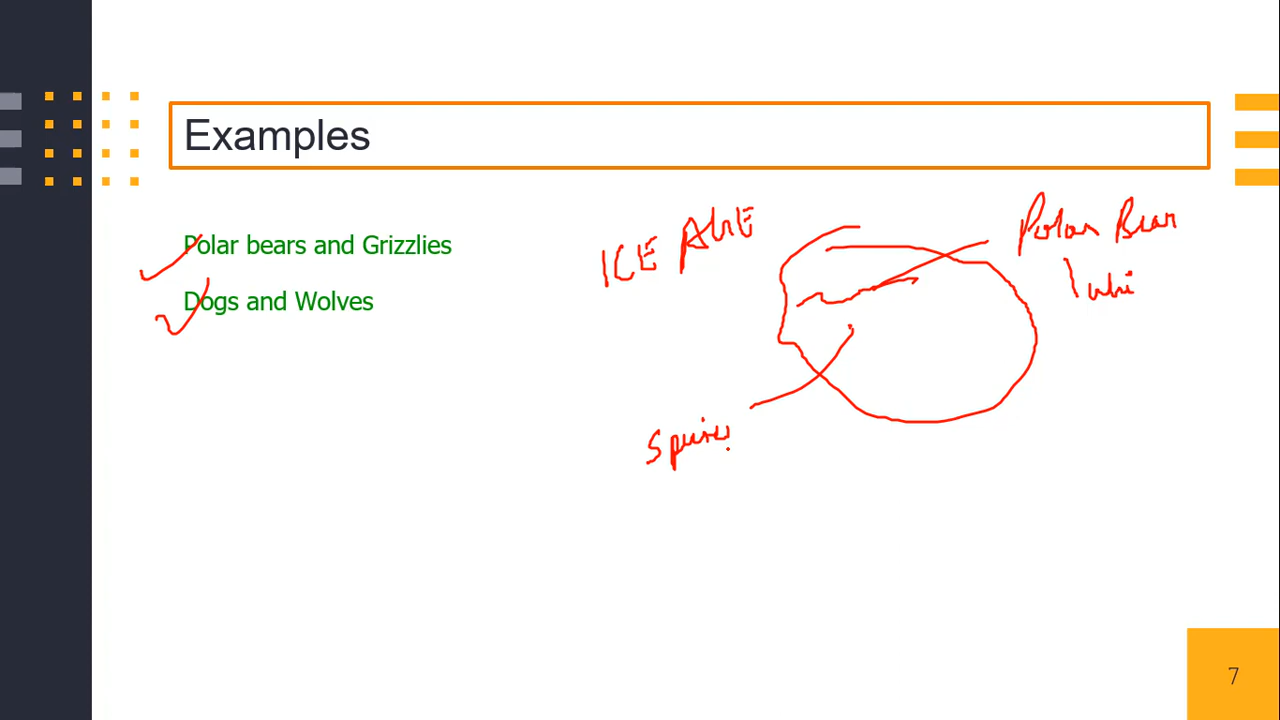 Examples
Polar bears and Grizzlies
Dogs and Wolves
ICE AGE
Polar Bear
7